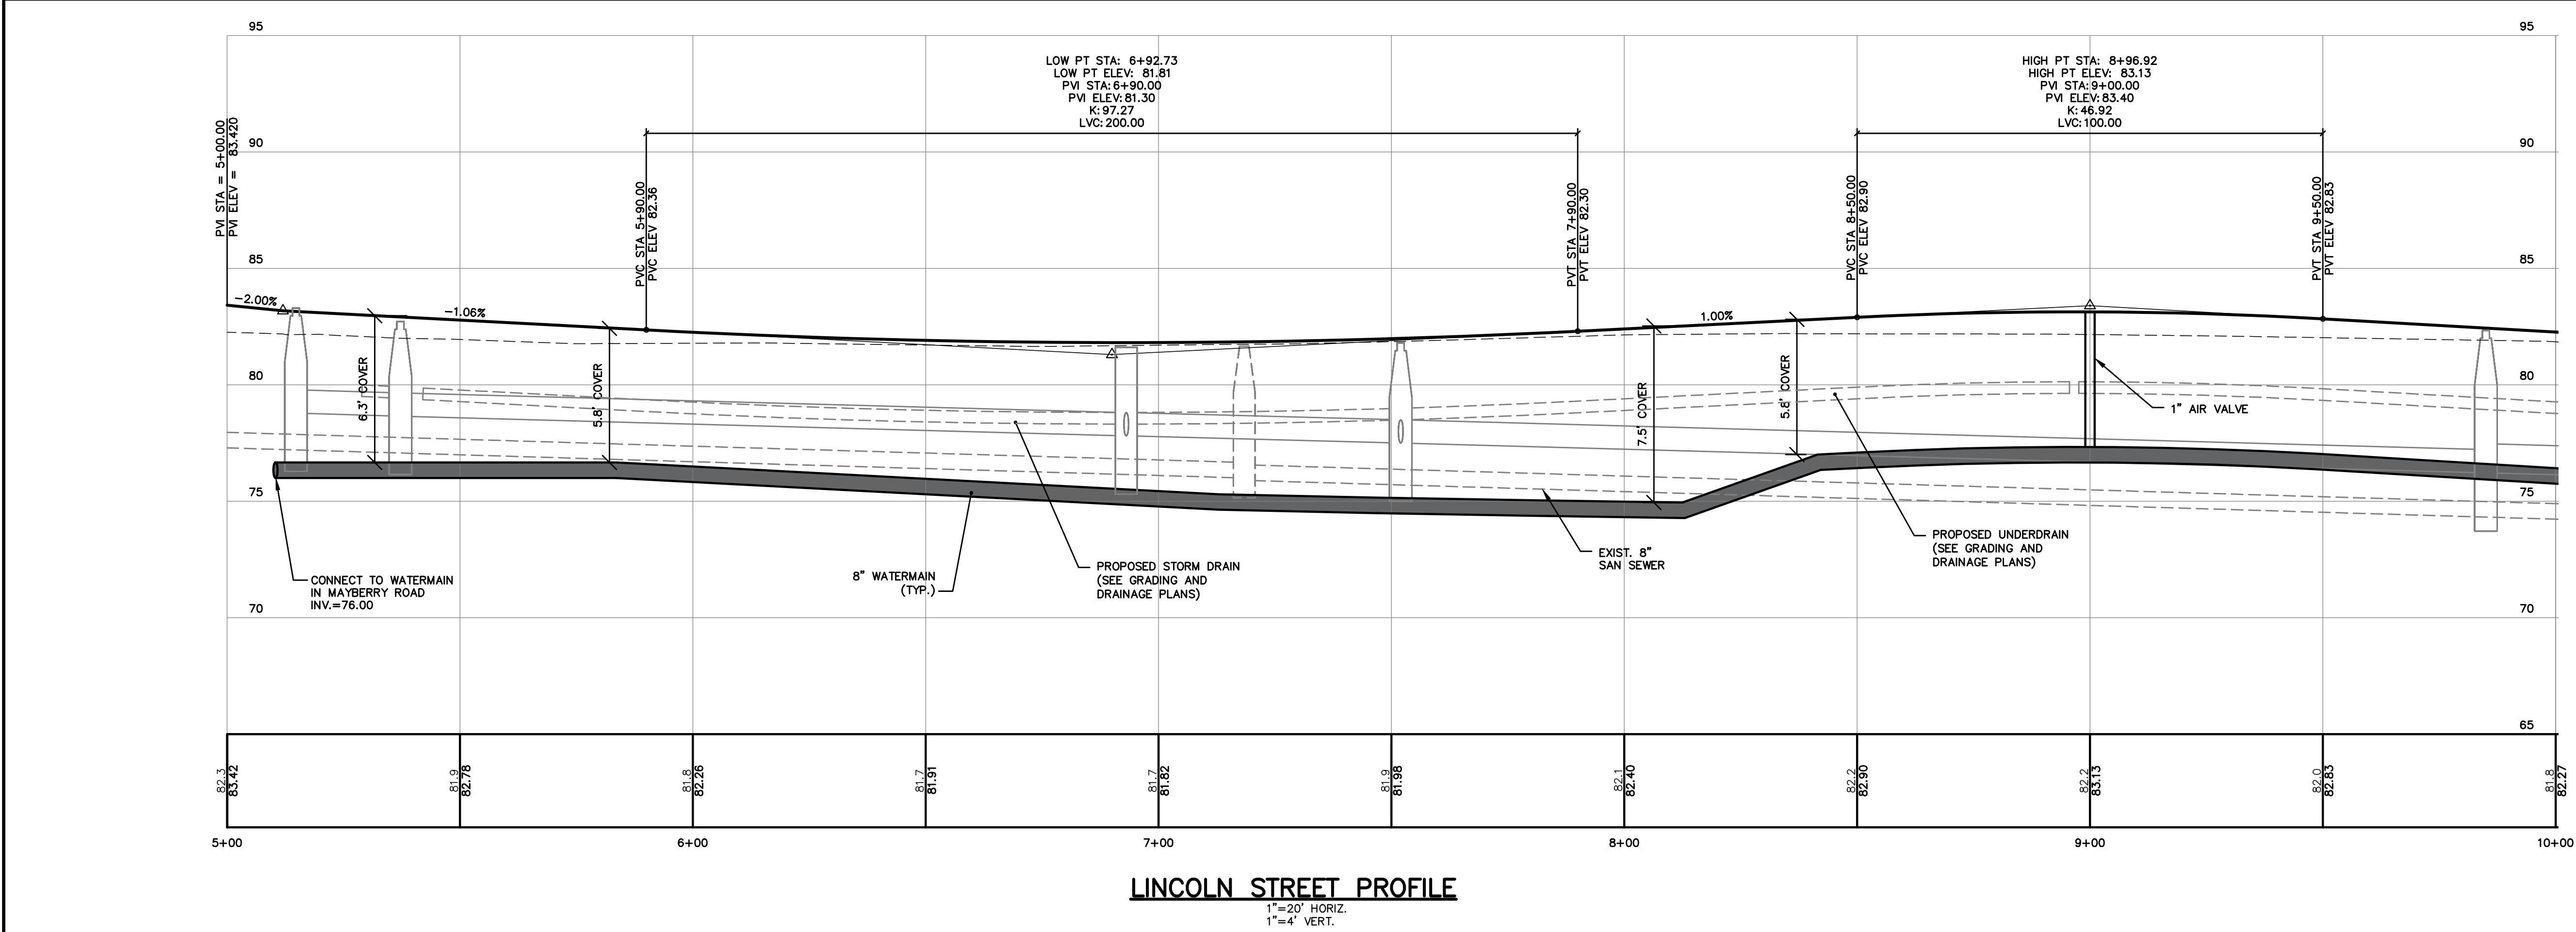 95
95
LOW PT STA: 6+92.73
LOW PT ELEV: 81.81
PVI STA:6+90.00
PVI ELEV:81.30
K:97.27
LVC:200.00
HIGH PT STA: 8+96.92
HIGH PT ELEV: 83.13
PVI STA:9+00.00
PVI ELEV:83.40
K:46.92
LVC:100.00
90
90
PVI STA = 5+00.00
PVI ELEV = 83.420
PVC STA 5+90.00
PVC ELEV 82.36
PVT STA 7+90.00
PVT ELEV 82.30
PVC STA 8+50.00
PVC ELEV 82.90
PVT STA 9+50.00
PVT ELEV 82.83
85
85
-2.00%
-1.06%
1.00%
80
80
6.3' COVER
5.8' COVER
7.5' COVER
5.8' COVER
1" AIR VALVE
75
75
CONNECT TO WATERMAIN
IN MAYBERRY ROAD
INV.=76.00
8" WATERMAIN
(TYP.)
PROPOSED STORM DRAIN
(SEE GRADING AND
DRAINAGE PLANS)
EXIST. 8"
SAN SEWER
PROPOSED UNDERDRAIN
(SEE GRADING AND
DRAINAGE PLANS)
70
70
65
82.3
83.42
81.9
82.78
81.8
82.26
81.7
81.91
81.7
81.82
81.9
81.98
82.1
82.40
82.2
82.90
82.2
83.13
82.0
82.83
81.8
82.27
5+00
6+00
7+00
8+00
9+00
10+00
LINCOLN STREET PROFILE
1"=20' HORIZ.
1"=4' VERT.